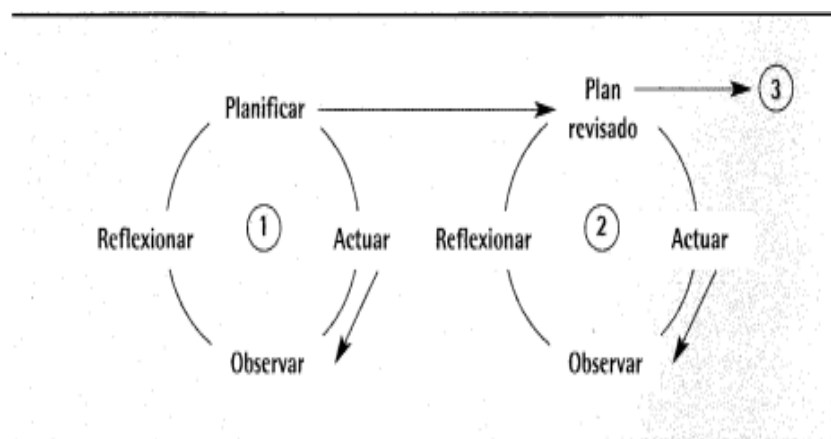 Planificar
Plan
revisado
3
Reflexionar
1
Actuar
Reflexionar
2
Actuar
Observar
Observar